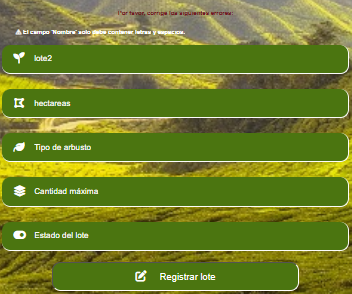 Por favor, corrige los siguientes errores:
El campo 'Nombre' solo debe contener letras y espacios.
lote2
hectareas
Tipo de arbusto
Cantidad máxima
Estado del lote
Registrar lote